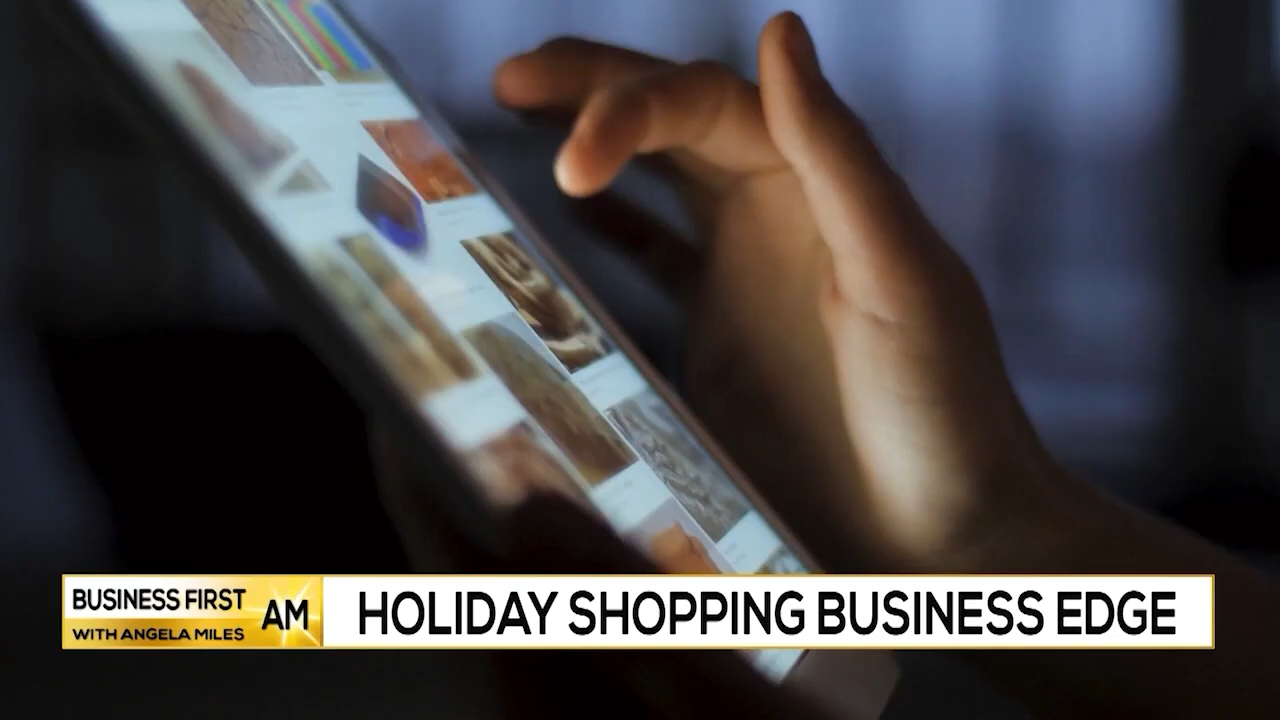 BUSINESS FIRST
WITH ANGELA MILES
AM
HOLIDAY SHOPPING BUSINESS EDGE